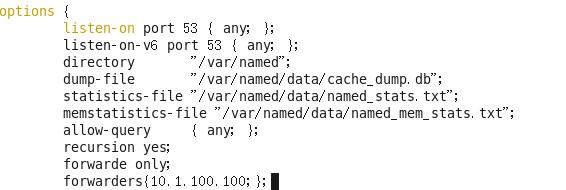 options {
listen-on port 53 { any; };
listen-on-v6 port 53 { any; };
directory "/var/named";
dump-file "/var/named/data/cache_dump.db";
statistics-file "/var/named/data/named_stats.txt";
memstatistics-file "/var/named/data/named_mem_stats.txt";
allow-query { any; };
recursion yes;
forwarde only;
forwarders{10.1.100.100;};